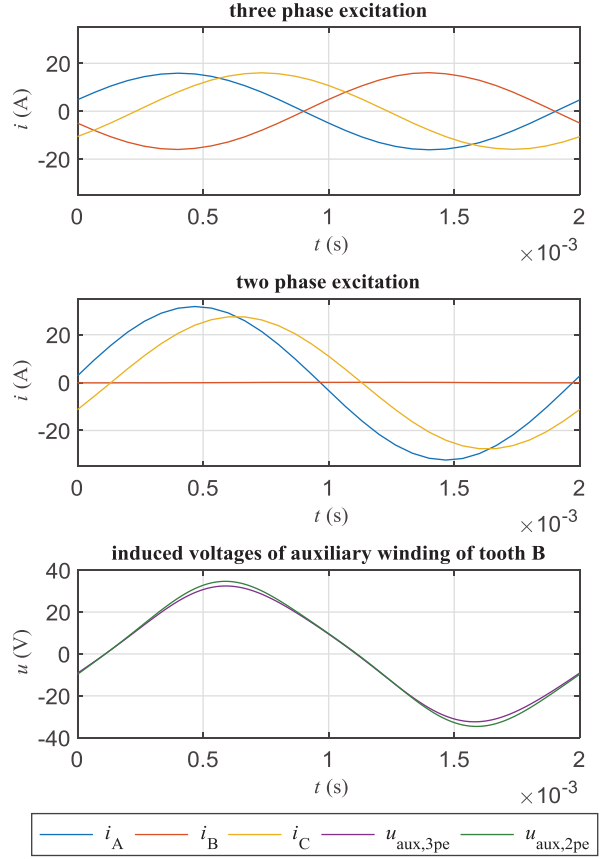 three phase excitation
i (A)
20
0
-20
0 0.5 1 1.5 2
t (s)
×10⁻³
two phase excitation
i (A)
20
0
-20
0 0.5 1 1.5 2
t (s)
×10⁻³
induced voltages of auxiliary winding of tooth B
u (V)
40
20
0
-20
-40
0 0.5 1 1.5 2
t (s)
×10⁻³
i_A i_B i_C u_aux,3pe u_aux,2pe